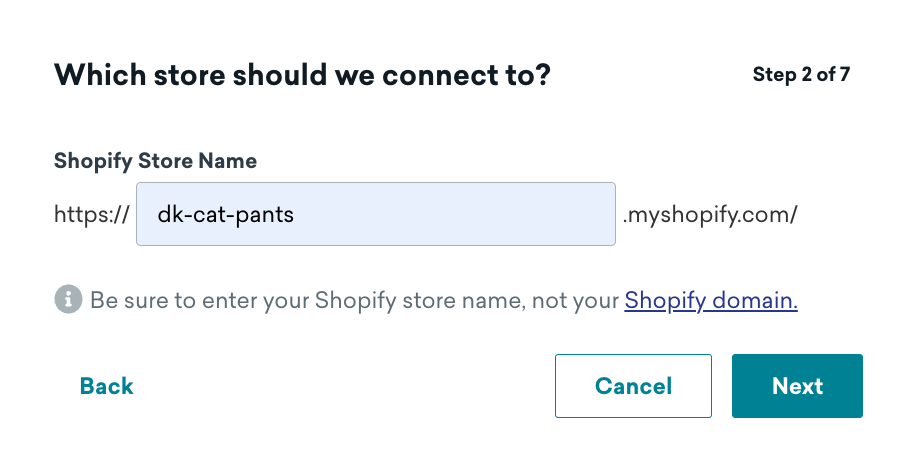 Which store should we connect to?
Step 2 of 7
Shopify Store Name
https:// dk-cat-pants .myshopify.com/
Be sure to enter your Shopify store name, not your Shopify domain.
Back Cancel Next